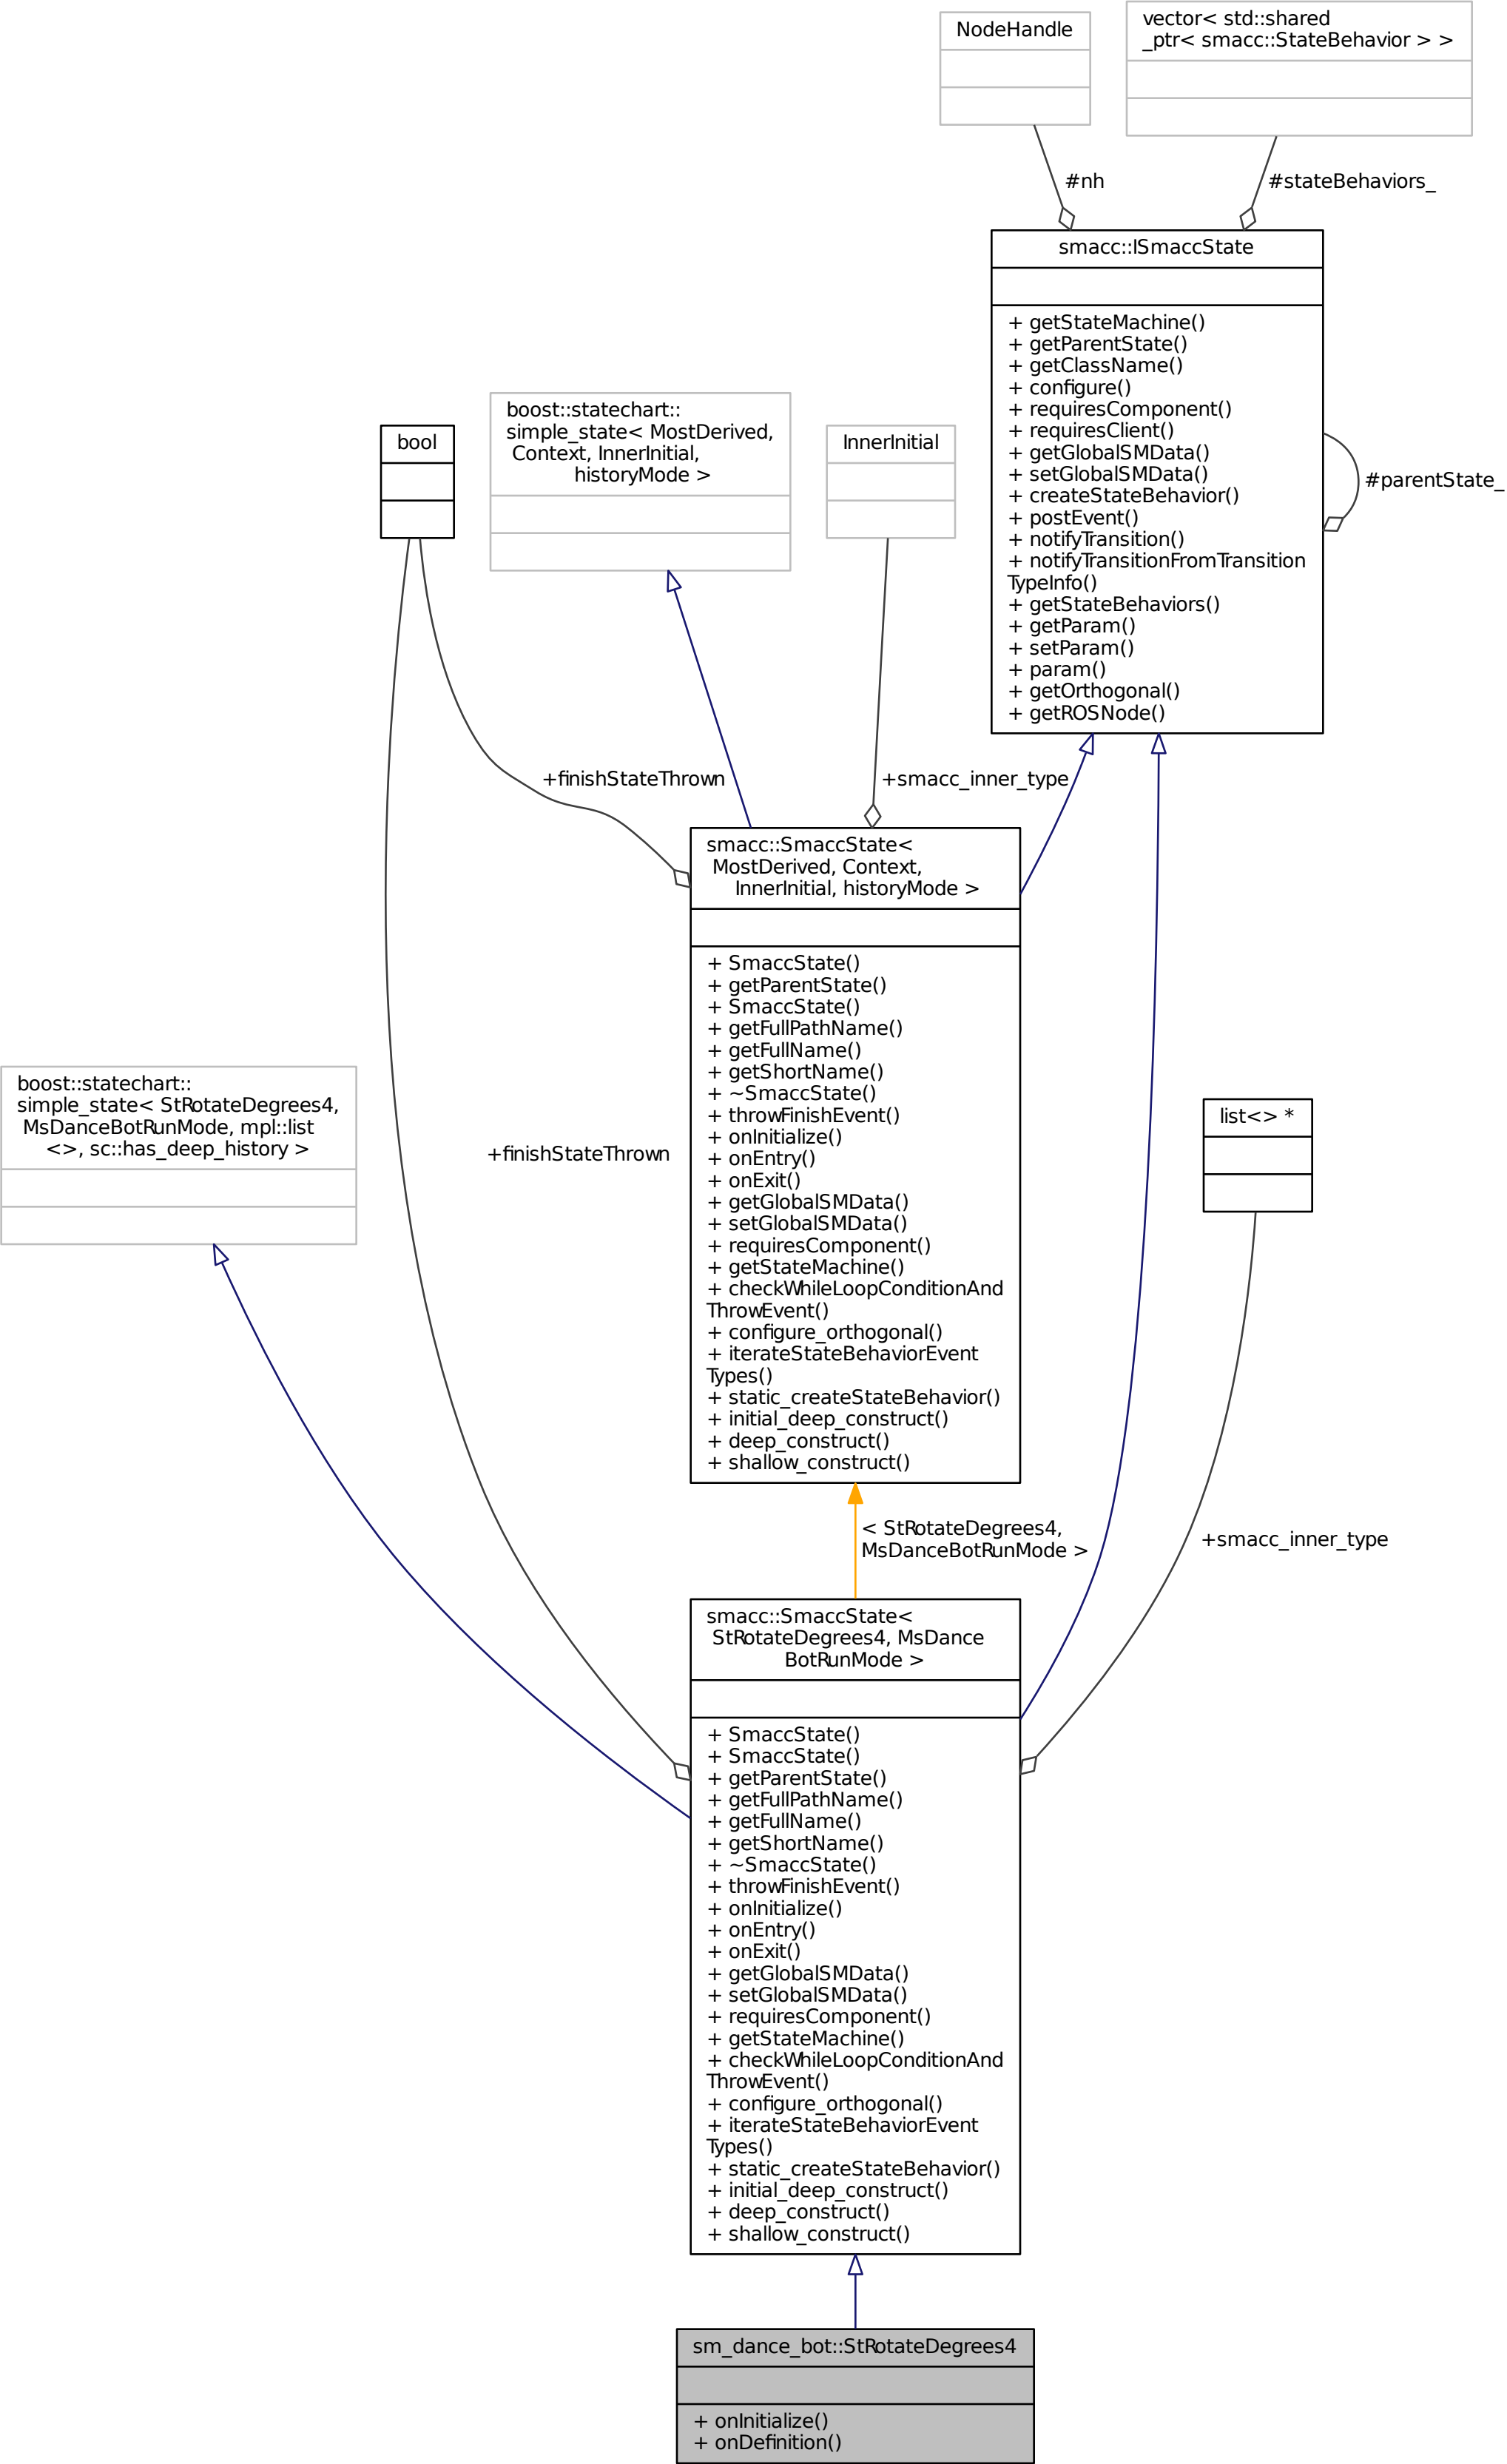 NodeHandle
vector< std::shared
_ptr< smacc::StateBehavior > >
#nh
#stateBehaviors_
smacc::ISmaccState
+ getStateMachine()
+ getParentState()
+ getClassName()
+ configure()
+ requiresComponent()
+ requiresClient()
+ getGlobalSMData()
+ setGlobalSMData()
+ createStateBehavior()
+ postEvent()
+ notifyTransition()
+ notifyTransitionFromTransition
TypeInfo()
+ getStateBehaviors()
+ getParam()
+ setParam()
+ param()
+ getOrthogonal()
+ getROSNode()
#parentState_
bool
boost::statechart::
simple_state< MostDerived,
Context, InnerInitial,
historyMode >
InnerInitial
+finishStateThrown
+smacc_inner_type
smacc::SmaccState<
MostDerived, Context,
InnerInitial, historyMode >
+ SmaccState()
+ getParentState()
+ SmaccState()
+ getFullPathName()
+ getFullName()
+ getShortName()
+ ~SmaccState()
+ throwFinishEvent()
+ onInitialize()
+ onEntry()
+ onExit()
+ getGlobalSMData()
+ setGlobalSMData()
+ requiresComponent()
+ getStateMachine()
+ checkWhileLoopConditionAnd
ThrowEvent()
+ configure_orthogonal()
+ iterateStateBehaviorEvent
Types()
+ static_createStateBehavior()
+ initial_deep_construct()
+ deep_construct()
+ shallow_construct()
boost::statechart::
simple_state< StRotateDegrees4,
MsDanceBotRunMode, mpl::list
<>, sc::has_deep_history >
+finishStateThrown
list<> *
< StRotateDegrees4,
MsDanceBotRunMode >
+smacc_inner_type
smacc::SmaccState<
StRotateDegrees4, MsDance
BotRunMode >
+ SmaccState()
+ SmaccState()
+ getParentState()
+ getFullPathName()
+ getFullName()
+ getShortName()
+ ~SmaccState()
+ throwFinishEvent()
+ onInitialize()
+ onEntry()
+ onExit()
+ getGlobalSMData()
+ setGlobalSMData()
+ requiresComponent()
+ getStateMachine()
+ checkWhileLoopConditionAnd
ThrowEvent()
+ configure_orthogonal()
+ iterateStateBehaviorEvent
Types()
+ static_createStateBehavior()
+ initial_deep_construct()
+ deep_construct()
+ shallow_construct()
sm_dance_bot::StRotateDegrees4
+ onInitialize()
+ onDefinition()